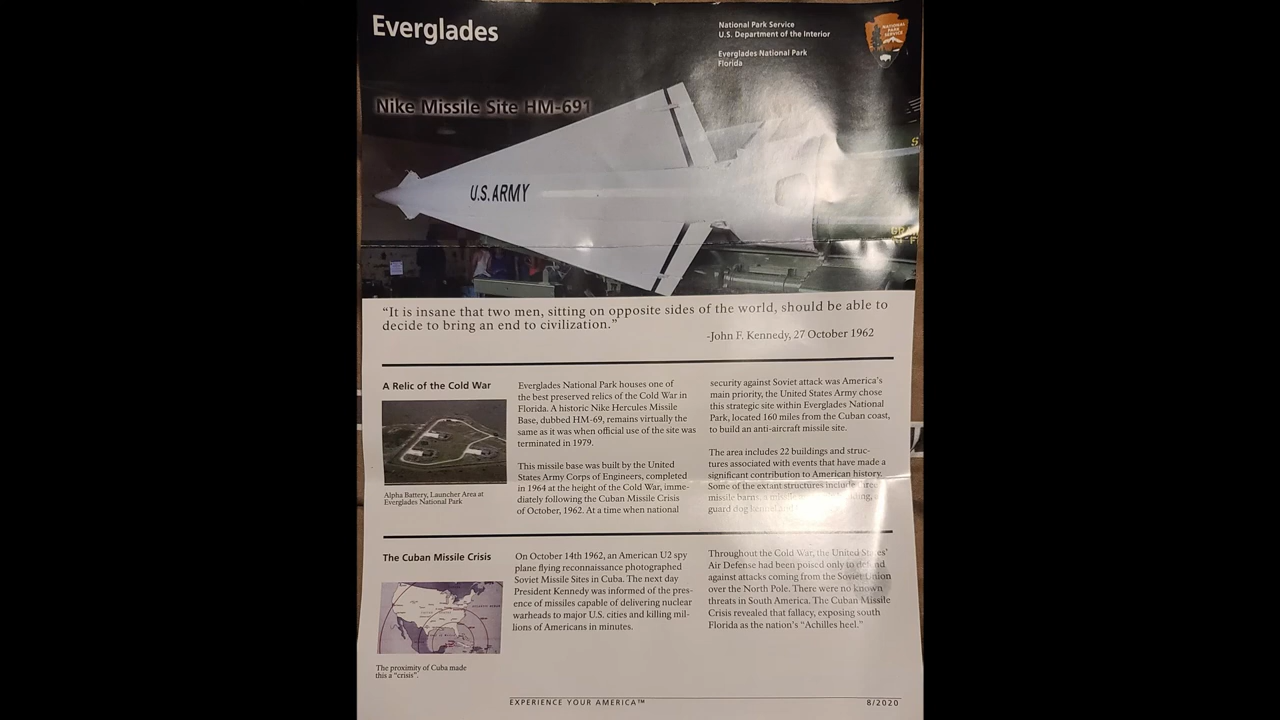 Everglades
National Park Service
U.S. Department of the Interior
Everglades National Park
Florida
NATIONAL
PARK
SERVICE
Nike Missile Site HM-691
U.S. ARMY
“It is insane that two men, sitting on opposite sides of the world, should be able to
decide to bring an end to civilization.”
-John F. Kennedy, 27 October 1962
A Relic of the Cold War
Alpha Battery, Launcher Area at
Everglades National Park
Everglades National Park houses one of
the best preserved relics of the Cold War in
Florida. A historic Nike Hercules Missile
Base, dubbed HM-69, remains virtually the
same as it was when official use of the site was
terminated in 1979.
This missile base was built by the United
States Army Corps of Engineers, completed
in 1964 at the height of the Cold War, imme-
diately following the Cuban Missile Crisis
of October, 1962. At a time when national
security against Soviet attack was America’s
main priority, the United States Army chose
this strategic site within Everglades National
Park, located 160 miles from the Cuban coast,
to build an anti-aircraft missile site.
The area includes 22 buildings and struc-
tures associated with events that have made a
significant contribution to American history.
Some of the extant structures include three
missile barns, a
guard dog kennel
The Cuban Missile Crisis
The proximity of Cuba made
this a “crisis”.
On October 14th 1962, an American U2 spy
plane flying reconnaissance photographed
Soviet Missile Sites in Cuba. The next day
President Kennedy was informed of the pres-
ence of missiles capable of delivering nuclear
warheads to major U.S. cities and killing mil-
lions of Americans in minutes.
Throughout the Cold War, the United States’
Air Defense had been poised only to defend
against attacks coming from the Soviet Union
over the North Pole. There were no known
threats in South America. The Cuban Missile
Crisis revealed that fallacy, exposing south
Florida as the nation’s “Achilles heel.”
EXPERIENCE YOUR AMERICA™
8/2020